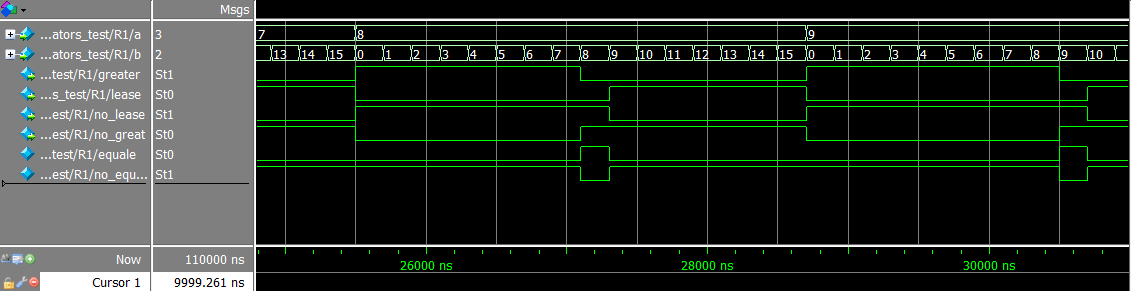 Msgs
...ators_test/R1/a 3 7 8 9
...ators_test/R1/b 2 13 14 15 0 1 2 3 4 5 6 7 8 9 10 11 12 13 14 15 0 1 2 3 4 5 6 7 8 9 10
...test/R1/greater St1
...s_test/R1/lease St0
...est/R1/no_lease St1
...est/R1/no_great St0
...test/R1/equale St0
...est/R1/no_equ... St1
Now 110000 ns 26000 ns 28000 ns 30000 ns
Cursor 1 9999.261 ns